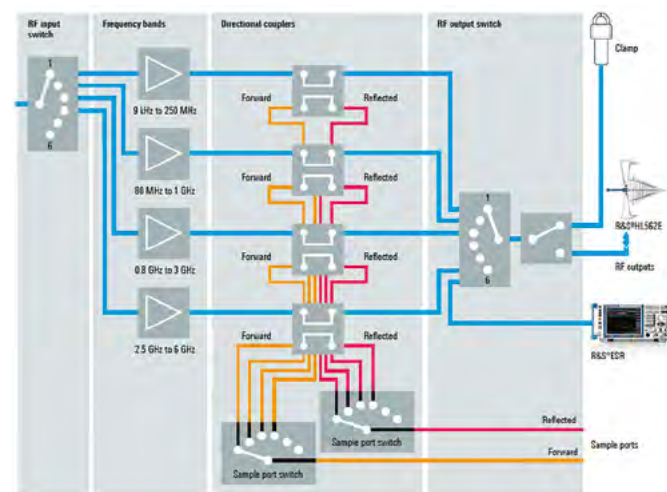 RF input
switch
Frequency bands
Directional couplers
RF output switch
1
6
9 kHz to 250 MHz
80 MHz to 1 GHz
0.8 GHz to 3 GHz
2.5 GHz to 6 GHz
Forward
Reflected
Forward
Reflected
Forward
Reflected
Forward
Reflected
1
6
Clamp
R&S®HL562E
RF outputs
R&S®ESR
Sample port switch
Sample port switch
Reflected
Sample ports
Forward